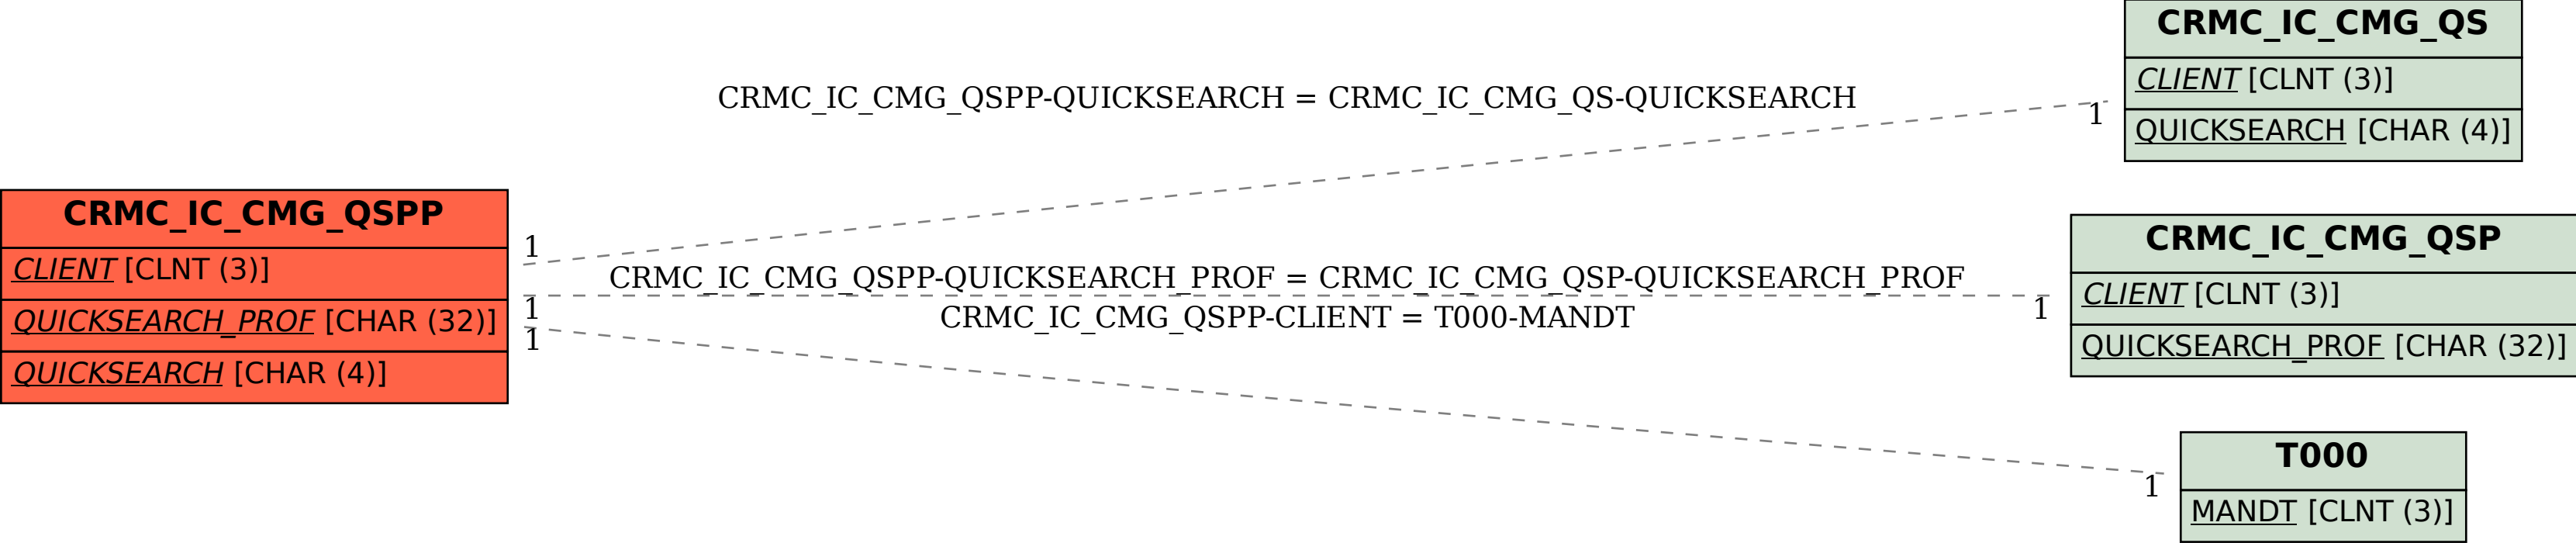 CRMC_IC_CMG_QS
CLIENT [CLNT (3)]
QUICKSEARCH [CHAR (4)]
CRMC_IC_CMG_QSPP-QUICKSEARCH = CRMC_IC_CMG_QS-QUICKSEARCH
1
1
CRMC_IC_CMG_QSPP
CLIENT [CLNT (3)]
QUICKSEARCH_PROF [CHAR (32)]
QUICKSEARCH [CHAR (4)]
CRMC_IC_CMG_QSPP-QUICKSEARCH_PROF = CRMC_IC_CMG_QSP-QUICKSEARCH_PROF
1
1
CRMC_IC_CMG_QSP
CLIENT [CLNT (3)]
QUICKSEARCH_PROF [CHAR (32)]
CRMC_IC_CMG_QSPP-CLIENT = T000-MANDT
1
1
T000
MANDT [CLNT (3)]